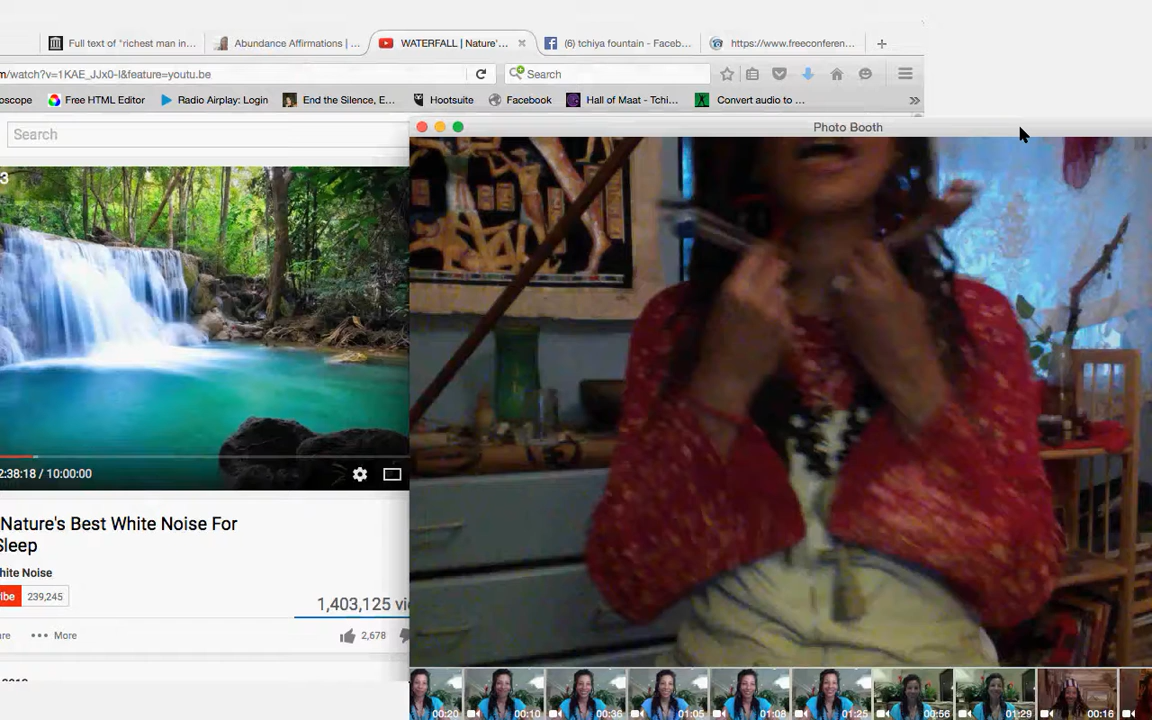 Full text of "richest man in...
Abundance Affirmations | ...
WATERFALL | Nature'...
(6) tchiya fountain - Faceb...
https://www.freeconferen...
m/watch?v=1KAE_JJx0-I&feature=youtu.be
Search
oscope
Free HTML Editor
Radio Airplay: Login
End the Silence, E...
Hootsuite
Facebook
Hall of Maat - Tchi...
Convert audio to ...
Search
Photo Booth
3
2:38:18 / 10:00:00
Nature's Best White Noise For
Sleep
hite Noise
ibe 239,245
1,403,125 vi
re
••• More
2,678
00:20
00:10
00:36
01:05
01:08
01:25
00:56
01:29
00:16